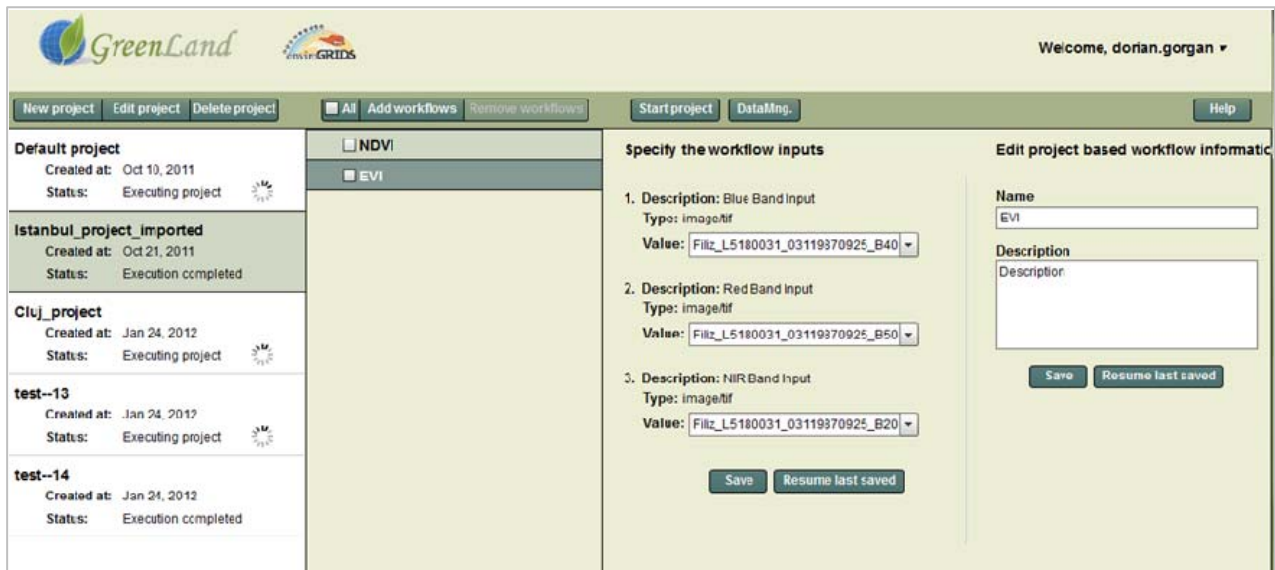 GreenLand
enviroGRIDS
Welcome, dorian.gorgan
New project Edit project Delete project
All Add workflows Remove workflows
Start project DataMng.
Help
Default project
Created at: Oct 10, 2011
Status: Executing project
Istanbul_project_imported
Created at: Oct 21, 2011
Status: Execution completed
Cluj_project
Created at: Jan 24, 2012
Status: Executing project
test--13
Created at: Jan 24, 2012
Status: Executing project
test--14
Created at: Jan 24, 2012
Status: Execution completed
NDVI
EVI
Specify the workflow inputs
1. Description: Blue Band Input
Type: image/tif
Value: Filiz_L5180031_03119870925_B40
2. Description: Red Band Input
Type: image/tif
Value: Filiz_L5180031_03119870925_B50
3. Description: NIR Band Input
Type: image/tif
Value: Filiz_L5180031_03119870925_B20
Save Resume last saved
Edit project based workflow informatio
Name
EVI
Description
Description
Save Resume last saved